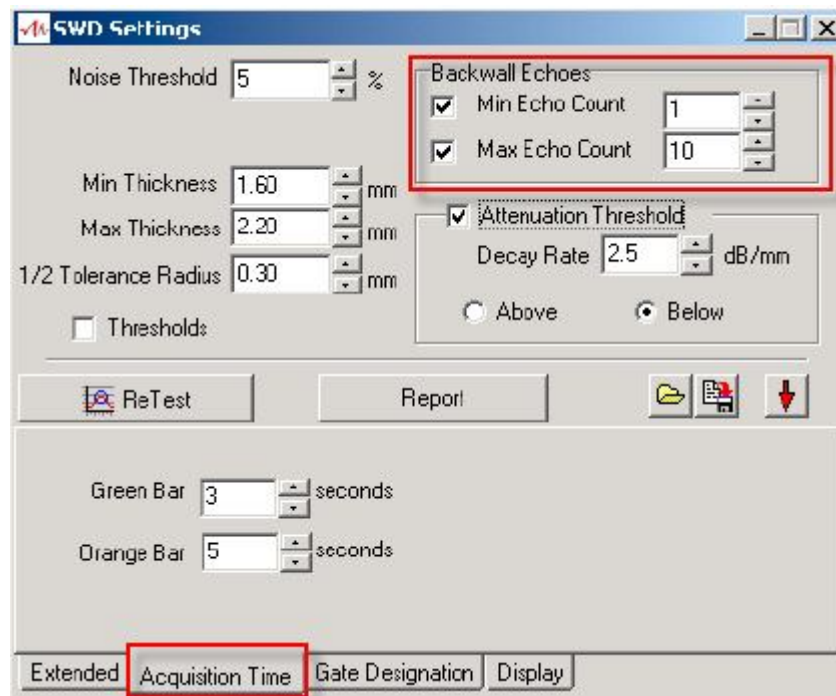 SWD Settings
Noise Threshold 5 %
Min Thickness 1.60 mm
Max Thickness 2.20 mm
1/2 Tolerance Radius 0.30 mm
Thresholds
Backwall Echoes
Min Echo Count 1
Max Echo Count 10
Attenuation Threshold
Decay Rate 2.5 dB/mm
Above Below
ReTest Report
Green Bar 3 seconds
Orange Bar 5 seconds
Extended Acquisition Time Gate Designation Display